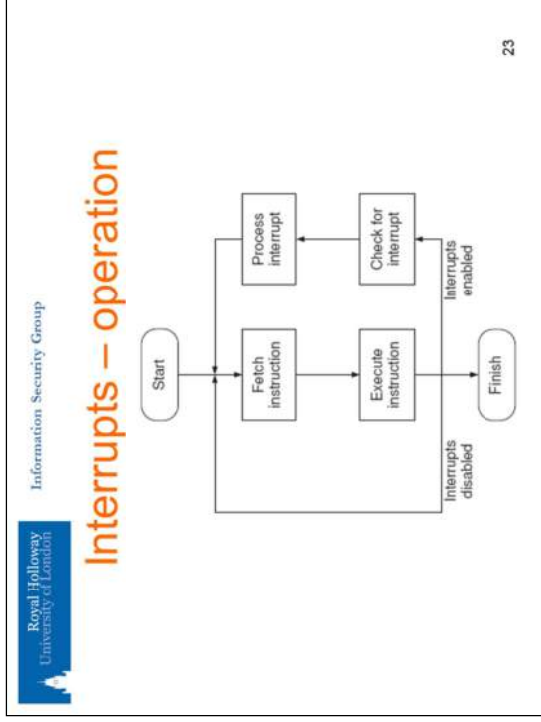 Royal Holloway
University of London
Information Security Group
Interrupts – operation
Start
Fetch
instruction
Execute
instruction
Process
interrupt
Check for
interrupt
Interrupts
disabled
Interrupts
enabled
Finish
23